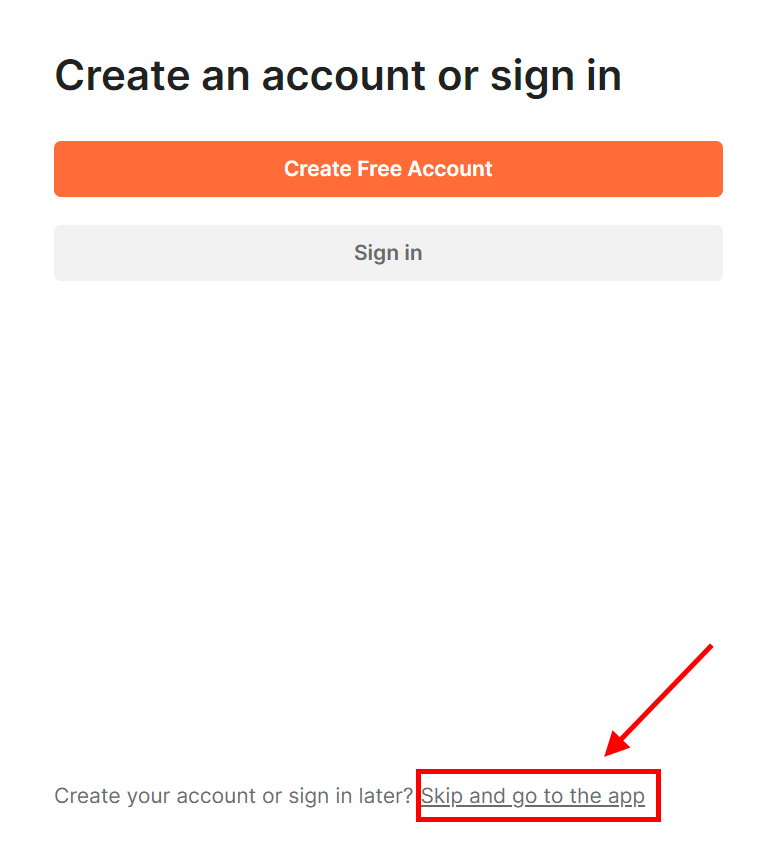 Create an account or sign in
Create Free Account
Sign in
Create your account or sign in later? Skip and go to the app